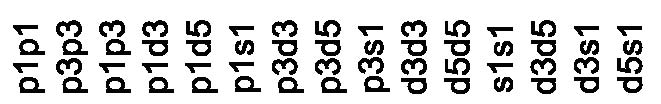 p1p1
p3p3
p1p3
p1d3
p1d5
p1s1
p3d3
p3d5
p3s1
d3d3
d5d5
s1s1
d3d5
d3s1
d5s1